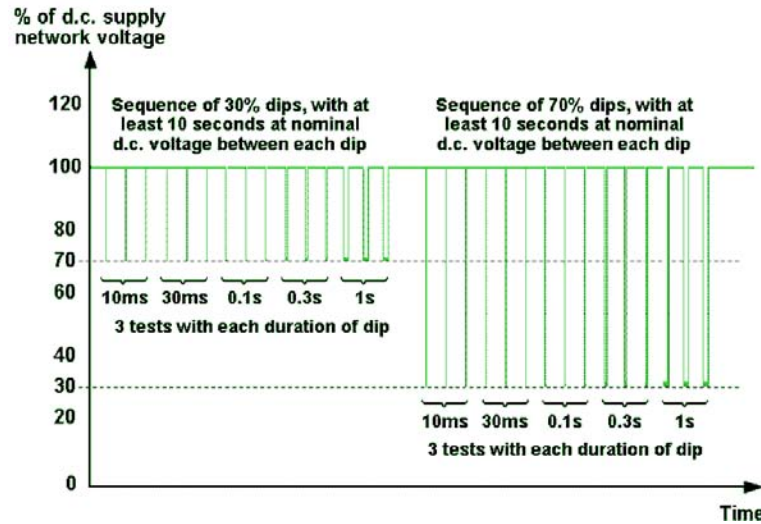 % of d.c. supply
network voltage
120
100
80
70
60
40
30
20
0
Sequence of 30% dips, with at
least 10 seconds at nominal
d.c. voltage between each dip
10ms 30ms 0.1s 0.3s 1s
3 tests with each duration of dip
Sequence of 70% dips, with at
least 10 seconds at nominal
d.c. voltage between each dip
10ms 30ms 0.1s 0.3s 1s
3 tests with each duration of dip
Time